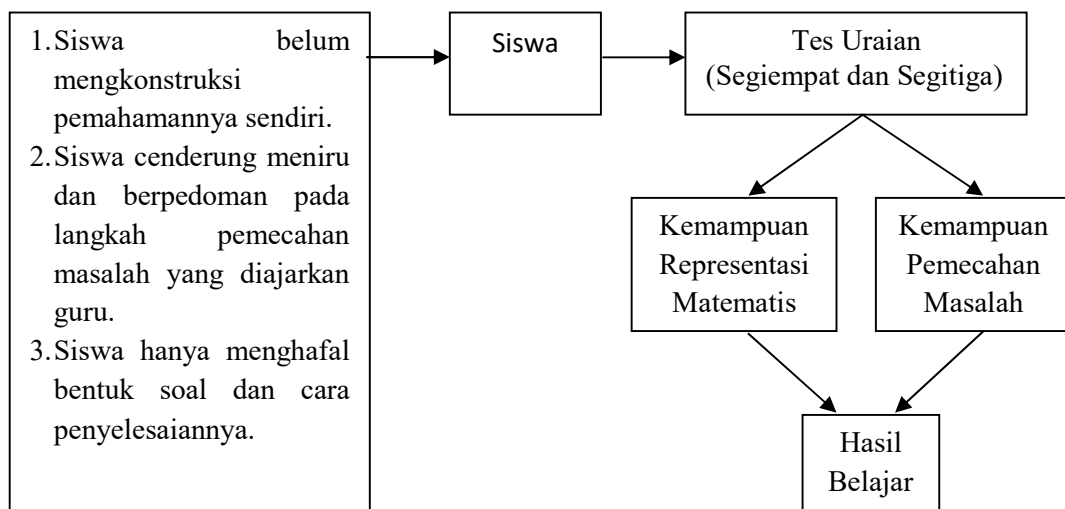 1. Siswa belum
mengkonstruksi
pemahamannya sendiri.
2. Siswa cenderung meniru
dan berpedoman pada
langkah pemecahan
masalah yang diajarkan
guru.
3. Siswa hanya menghafal
bentuk soal dan cara
penyelesaiannya.
Siswa
Tes Uraian
(Segiempat dan Segitiga)
Kemampuan
Representasi
Matematis
Kemampuan
Pemecahan
Masalah
Hasil
Belajar